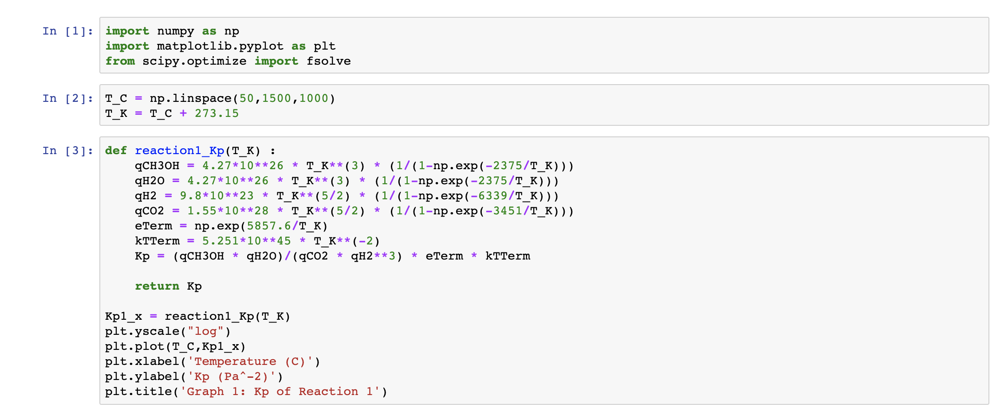 In [1]: import numpy as np
import matplotlib.pyplot as plt
from scipy.optimize import fsolve
In [2]: T_C = np.linspace(50,1500,1000)
T_K = T_C + 273.15
In [3]: def reaction1_Kp(T_K) :
    qCH3OH = 4.27*10**26 * T_K**(3) * (1/(1-np.exp(-2375/T_K)))
    qH2O = 4.27*10**26 * T_K**(3) * (1/(1-np.exp(-2375/T_K)))
    qH2 = 9.8*10**23 * T_K**(5/2) * (1/(1-np.exp(-6339/T_K)))
    qCO2 = 1.55*10**28 * T_K**(5/2) * (1/(1-np.exp(-3451/T_K)))
    eTerm = np.exp(5857.6/T_K)
    kTTerm = 5.251*10**45 * T_K**(-2)
    Kp = (qCH3OH * qH2O)/(qCO2 * qH2**3) * eTerm * kTTerm
    return Kp
Kp1_x = reaction1_Kp(T_K)
plt.yscale("log")
plt.plot(T_C,Kp1_x)
plt.xlabel('Temperature (C)')
plt.ylabel('Kp (Pa^-2)')
plt.title('Graph 1: Kp of Reaction 1')